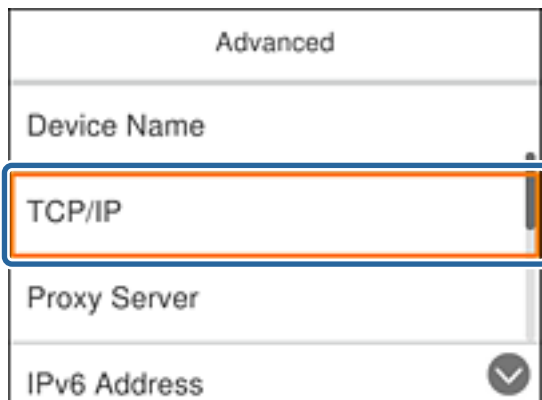 Advanced
Device Name
TCP/IP
Proxy Server
IPv6 Address